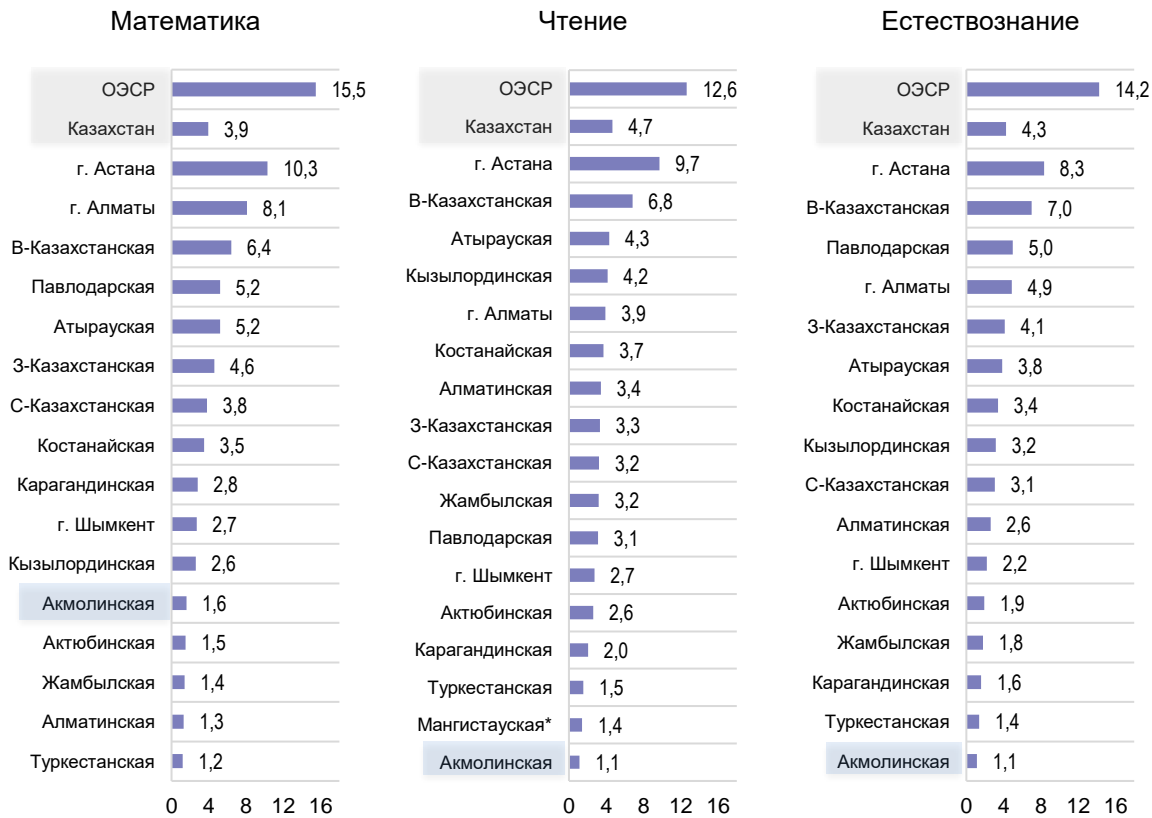 Математика
ОЭСР 15,5
Казахстан 3,9
г. Астана 10,3
г. Алматы 8,1
В-Казахстанская 6,4
Павлодарская 5,2
Атырауская 5,2
З-Казахстанская 4,6
С-Казахстанская 3,8
Костанайская 3,5
Карагандинская 2,8
г. Шымкент 2,7
Кызылординская 2,6
Акмолинская 1,6
Актюбинская 1,5
Жамбылская 1,4
Алматинская 1,3
Туркестанская 1,2
0 4 8 12 16
Чтение
ОЭСР 12,6
Казахстан 4,7
г. Астана 9,7
В-Казахстанская 6,8
Атырауская 4,3
Кызылординская 4,2
г. Алматы 3,9
Костанайская 3,7
Алматинская 3,4
З-Казахстанская 3,3
С-Казахстанская 3,2
Жамбылская 3,2
Павлодарская 3,1
г. Шымкент 2,7
Актюбинская 2,6
Карагандинская 2,0
Туркестанская 1,5
Мангистауская* 1,4
Акмолинская 1,1
0 4 8 12 16
Естествознание
ОЭСР 14,2
Казахстан 4,3
г. Астана 8,3
В-Казахстанская 7,0
Павлодарская 5,0
г. Алматы 4,9
З-Казахстанская 4,1
Атырауская 3,8
Костанайская 3,4
Кызылординская 3,2
С-Казахстанская 3,1
Алматинская 2,6
г. Шымкент 2,2
Актюбинская 1,9
Жамбылская 1,8
Карагандинская 1,6
Туркестанская 1,4
Акмолинская 1,1
0 4 8 12 16